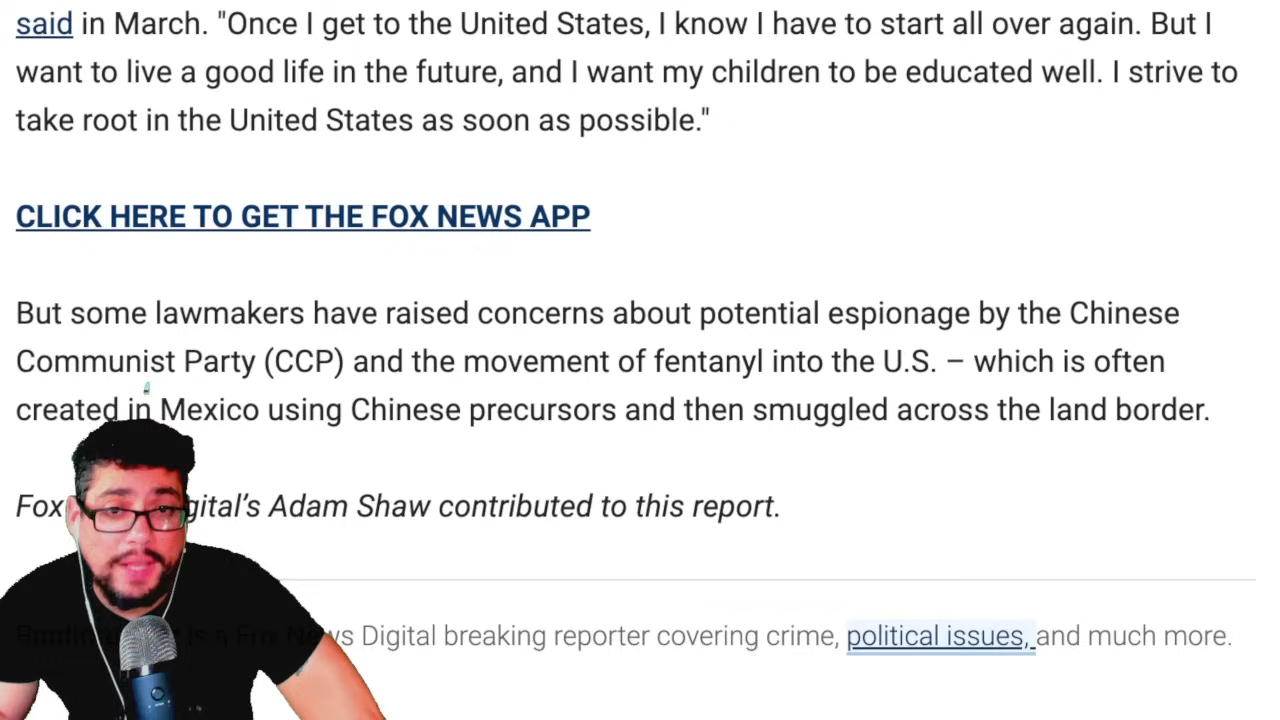 said in March. "Once I get to the United States, I know I have to start all over again. But I
want to live a good life in the future, and I want my children to be educated well. I strive to
take root in the United States as soon as possible."
CLICK HERE TO GET THE FOX NEWS APP
But some lawmakers have raised concerns about potential espionage by the Chinese
Communist Party (CCP) and the movement of fentanyl into the U.S. – which is often
created in Mexico using Chinese precursors and then smuggled across the land border.
Fox gital's Adam Shaw contributed to this report.
is a Fox News Digital breaking reporter covering crime, political issues, and much more.